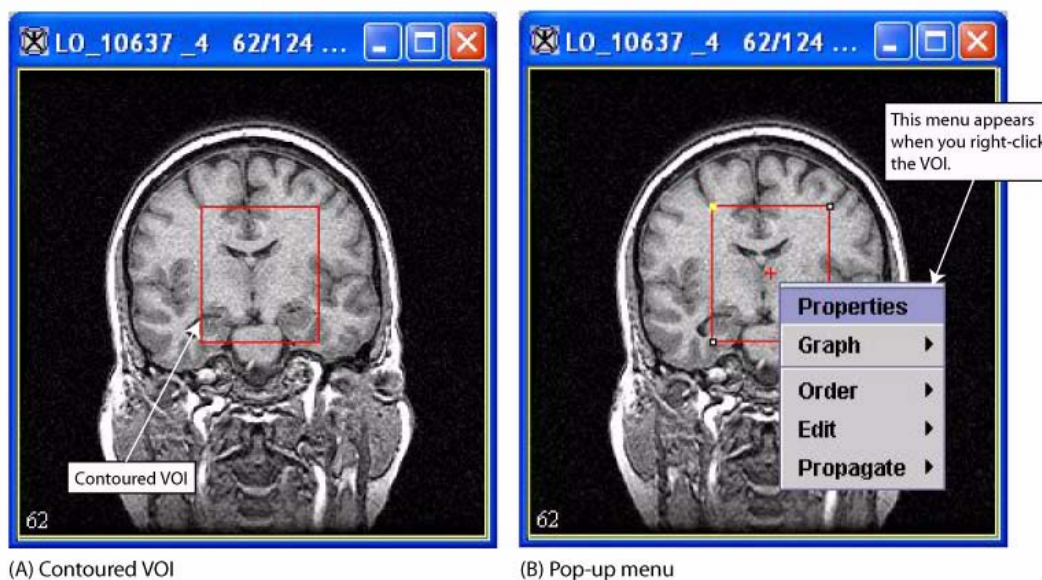 LO_10637 _4 62/124 ...
Contoured VOI
62
(A) Contoured VOI
LO_10637 _4 62/124 ...
This menu appears
when you right-click
the VOI.
Properties
Graph
Order
Edit
Propagate
62
(B) Pop-up menu